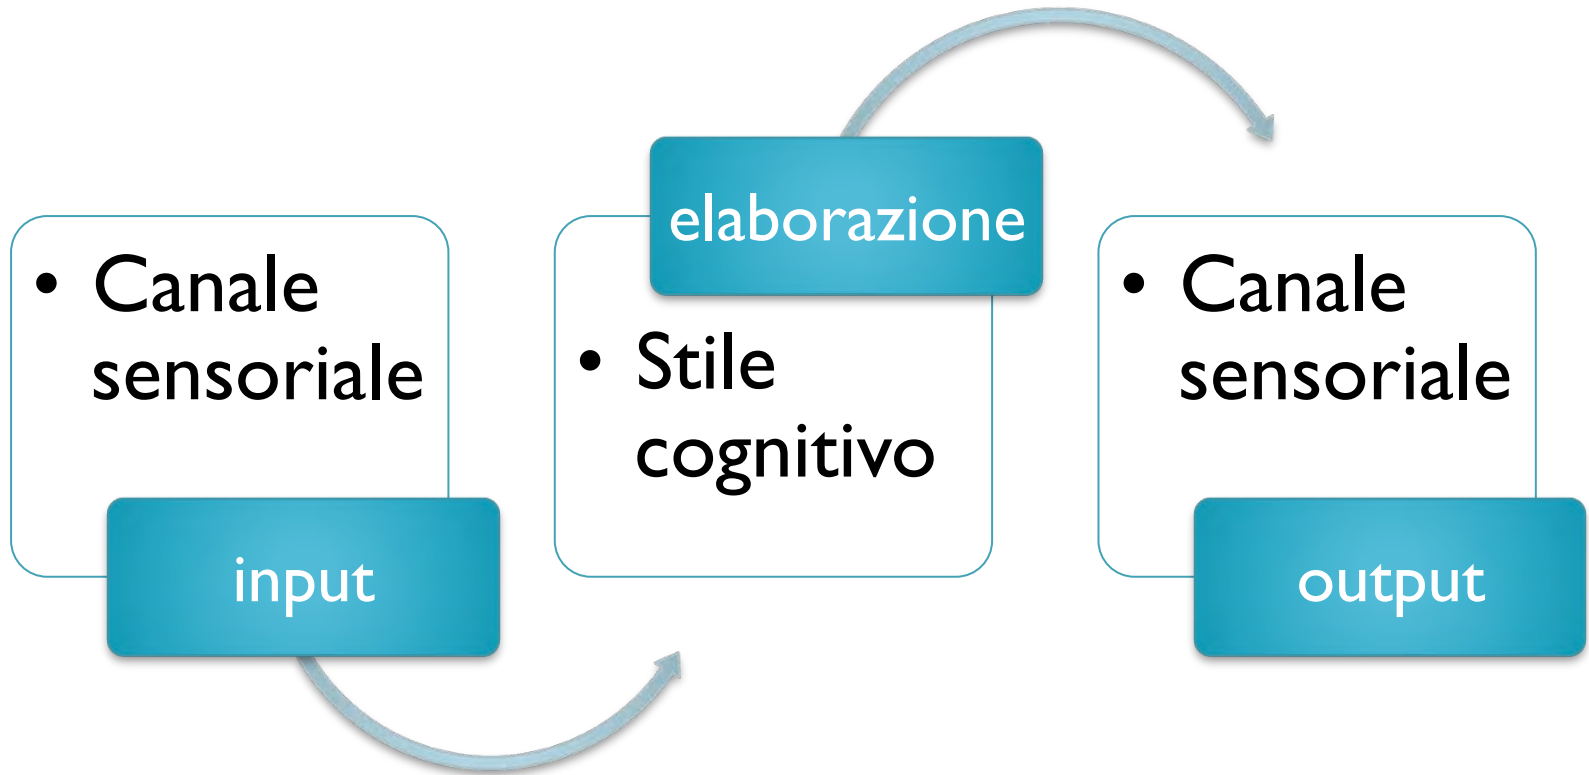 • Canale
sensoriale
input
elaborazione
• Stile
cognitivo
• Canale
sensoriale
output